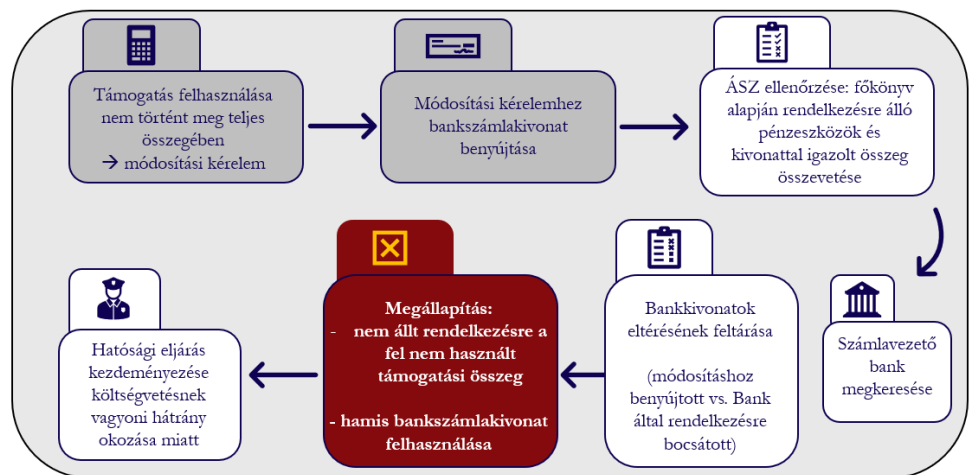 Támogatás felhasználása
nem történt meg teljes
összegében
→ módosítási kérelem
Módosítási kérelemhez
bankszámlakivonat
benyújtása
ÁSZ ellenőrzése: főkönyv
alapján rendelkezésre álló
pénzeszközök és
kivonattal igazolt összeg
összevetése
Számlavezető
bank
megkeresése
Bankkivonatok
eltérésének feltárása
(módosításhoz
benyújtott vs. Bank
által rendelkezésre
bocsátott)
Megállapítás:
- nem állt rendelkezésre a
fel nem használt
támogatási összeg
- hamis bankszámlakivonat
felhasználása
Hatósági eljárás
kezdeményezése
költségvetésnek
vagyoni hátrány
okozása miatt